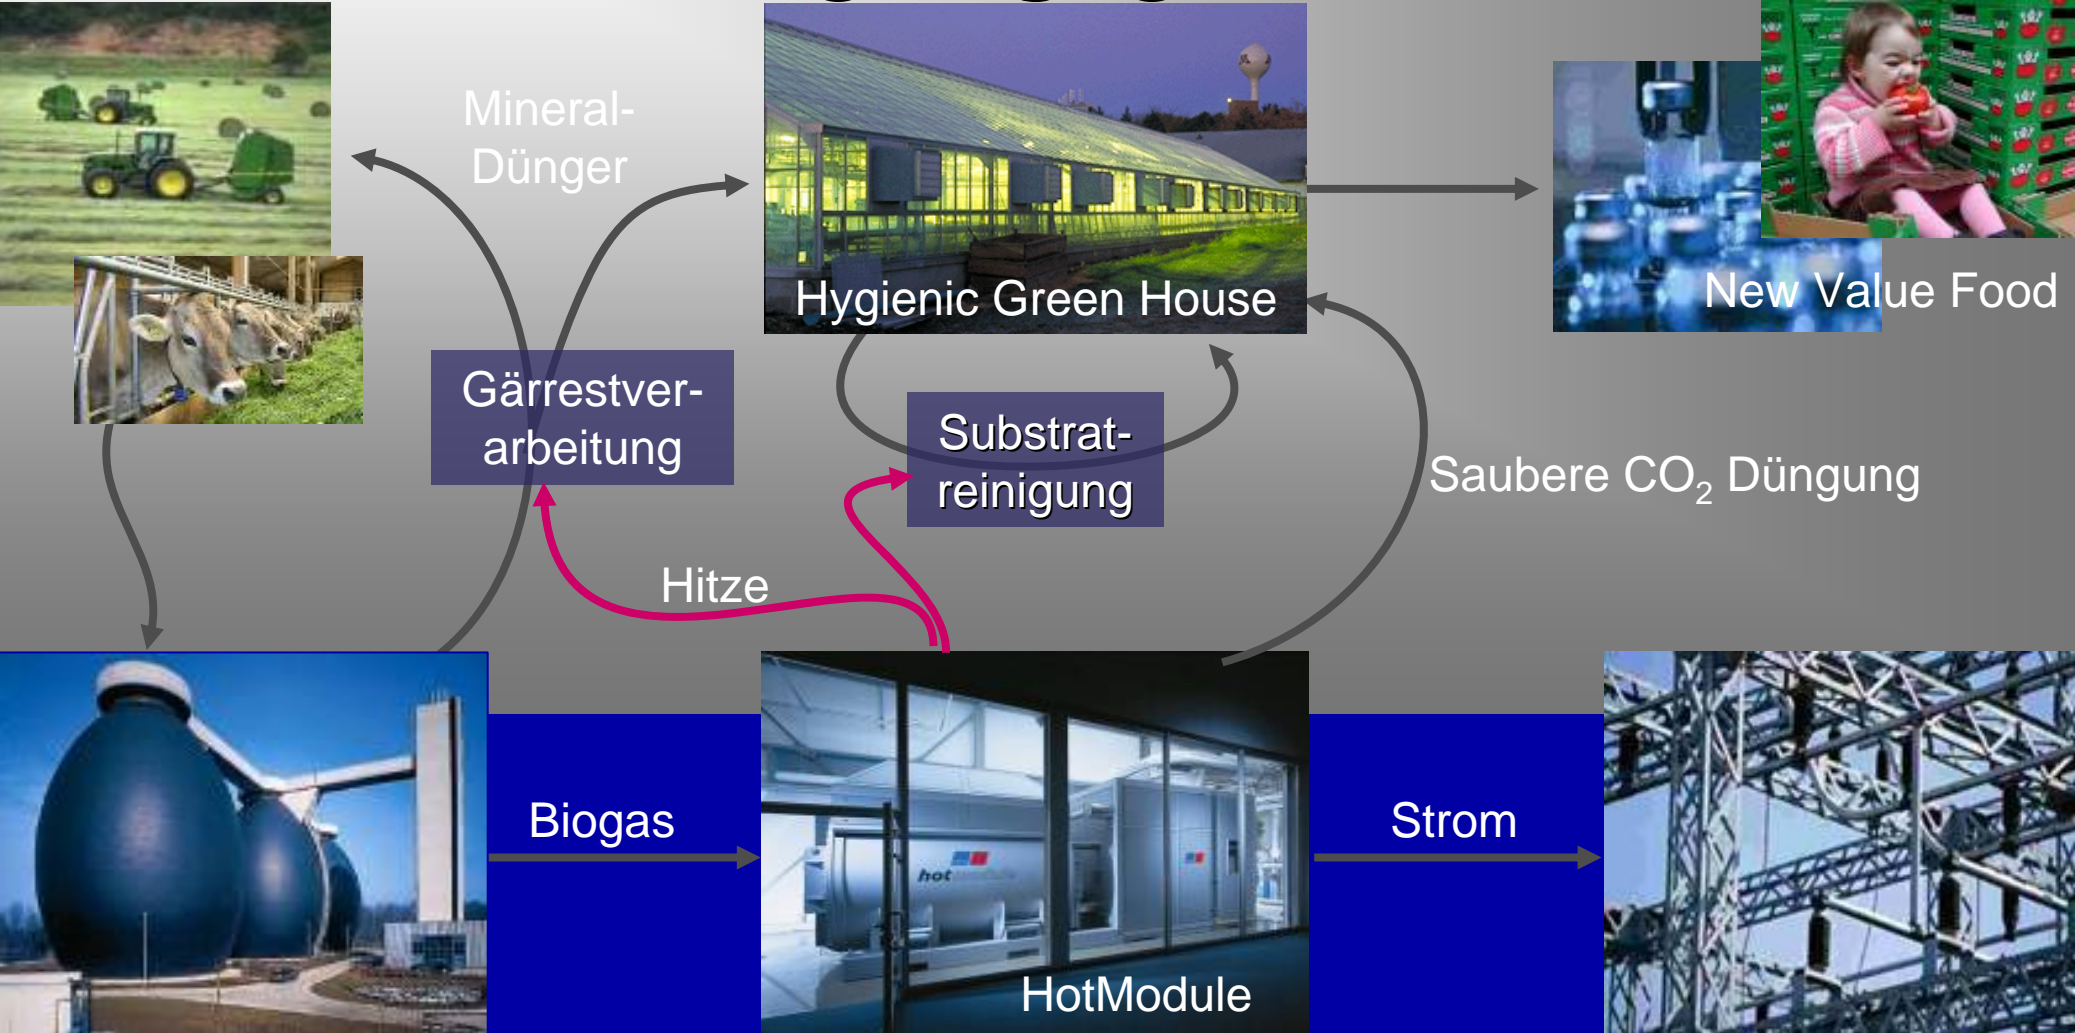 Mineral-
Dünger
Hygienic Green House
New Value Food
Gärrestver-
arbeitung
Substrat-
reinigung
Saubere CO₂ Düngung
Hitze
Biogas
Strom
hot
HotModule